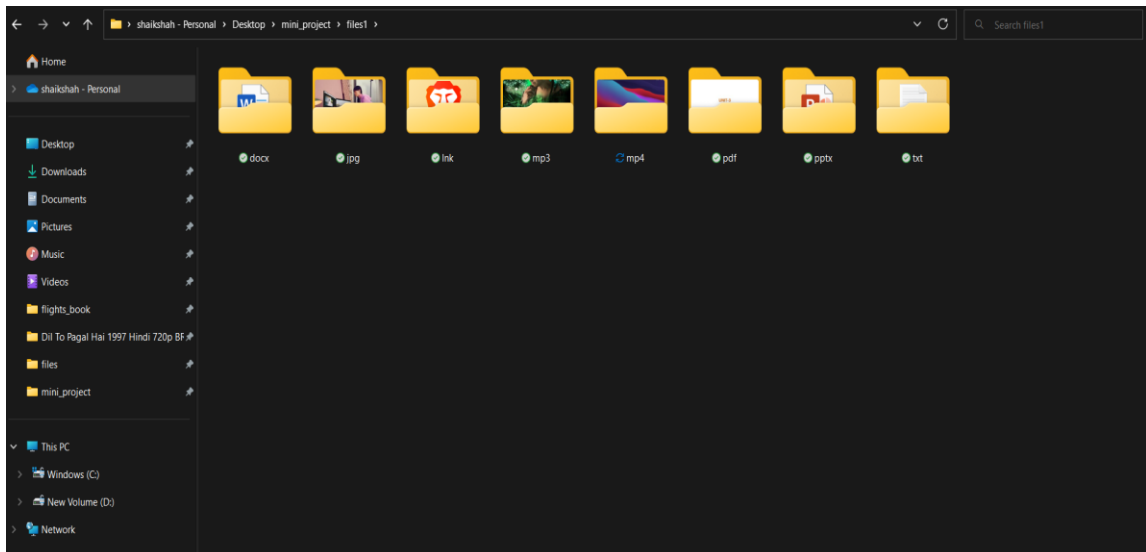 shaikshah - Personal › Desktop › mini_project › files1 ›
Search files1
Home
shaikshah - Personal
Desktop
Downloads
Documents
Pictures
Music
Videos
flights_book
Dil To Pagal Hai 1997 Hindi 720p BF
files
mini_project
This PC
Windows (C:)
New Volume (D:)
Network
docx
jpg
lnk
mp3
mp4
pdf
pptx
txt